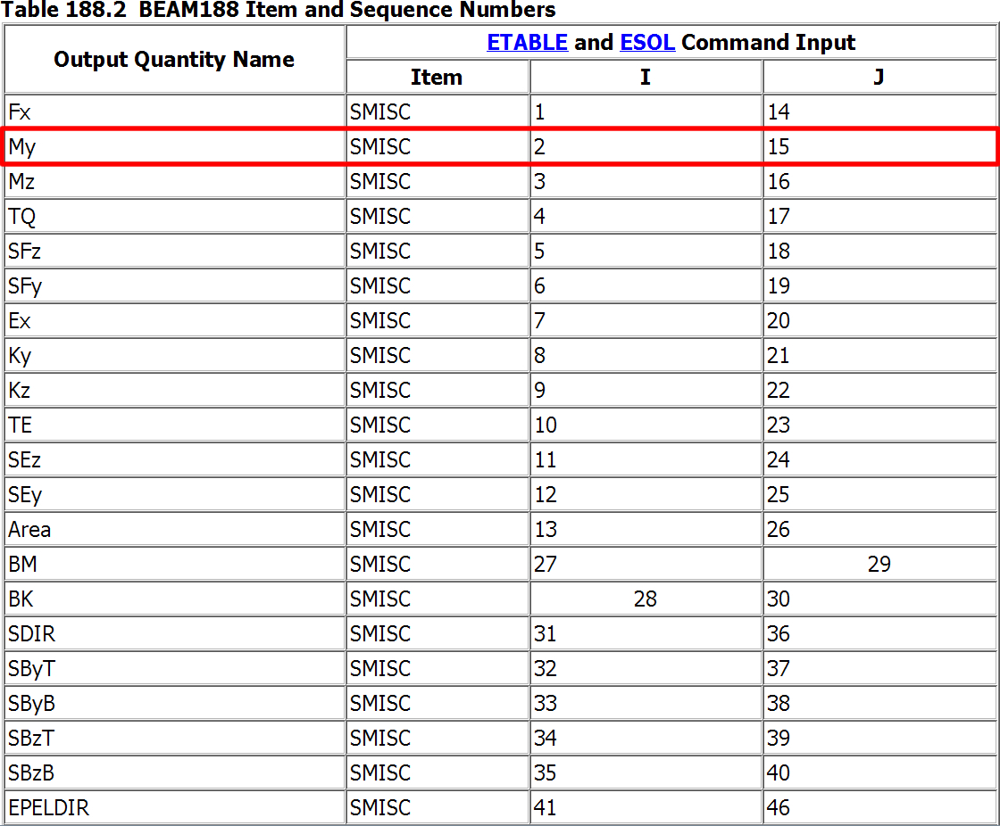 Table 188.2  BEAM188 Item and Sequence Numbers
Output Quantity Name
ETABLE and ESOL Command Input
Item I J
Fx SMISC 1 14
My SMISC 2 15
Mz SMISC 3 16
TQ SMISC 4 17
SFz SMISC 5 18
SFy SMISC 6 19
Ex SMISC 7 20
Ky SMISC 8 21
Kz SMISC 9 22
TE SMISC 10 23
SEz SMISC 11 24
SEy SMISC 12 25
Area SMISC 13 26
BM SMISC 27 29
BK SMISC 28 30
SDIR SMISC 31 36
SByT SMISC 32 37
SByB SMISC 33 38
SBzT SMISC 34 39
SBzB SMISC 35 40
EPELDIR SMISC 41 46